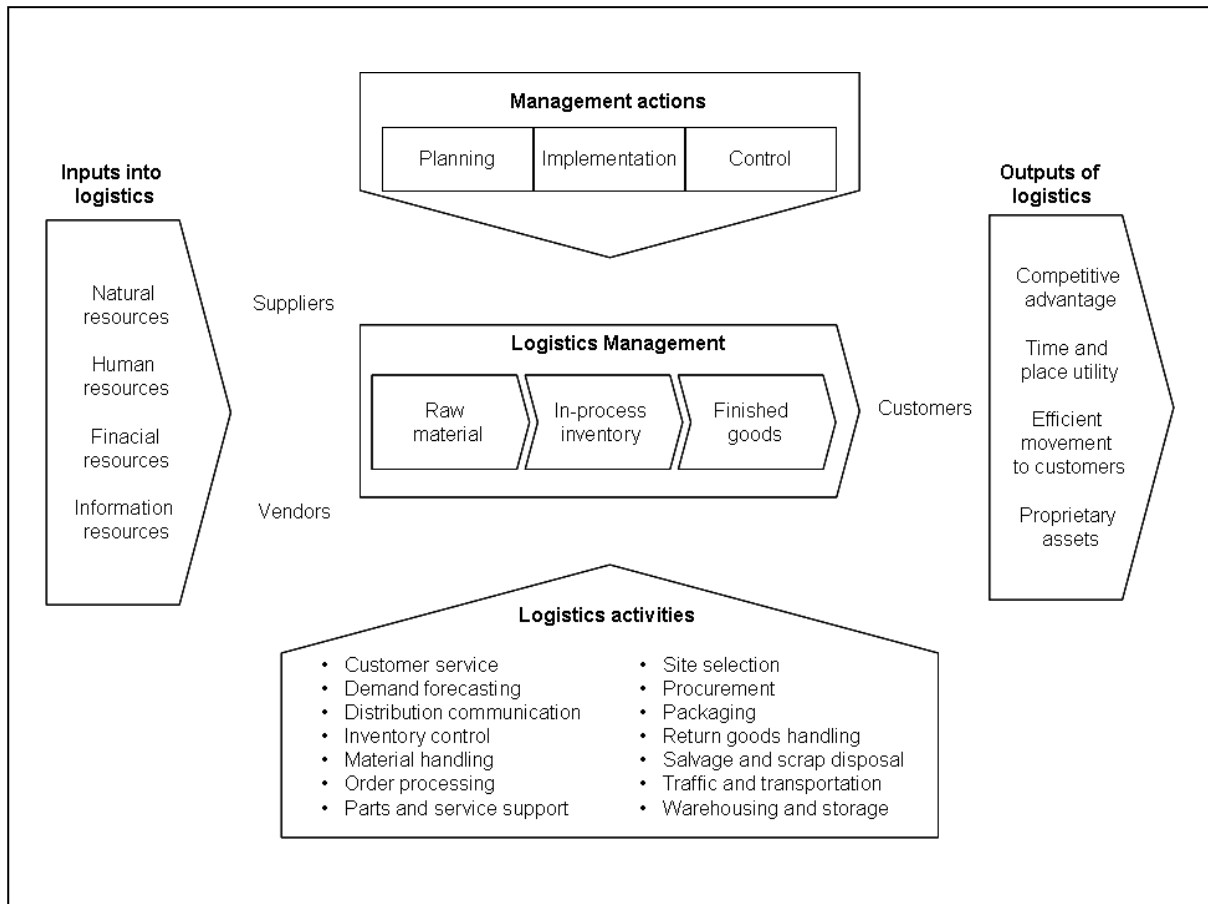 Management actions
Planning
Implementation
Control
Inputs into
logistics
Natural
resources
Human
resources
Finacial
resources
Information
resources
Suppliers
Vendors
Logistics Management
Raw
material
In-process
inventory
Finished
goods
Customers
Outputs of
logistics
Competitive
advantage
Time and
place utility
Efficient
movement
to customers
Proprietary
assets
Logistics activities
• Customer service
• Demand forecasting
• Distribution communication
• Inventory control
• Material handling
• Order processing
• Parts and service support
• Site selection
• Procurement
• Packaging
• Return goods handling
• Salvage and scrap disposal
• Traffic and transportation
• Warehousing and storage